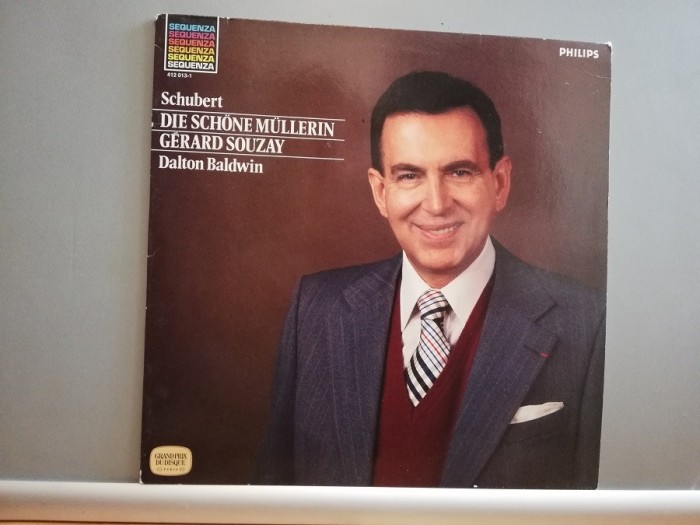 SEQUENZA
SEQUENZA
SEQUENZA
SEQUENZA
SEQUENZA
SEQUENZA
412 013-1
PHILIPS
Schubert
DIE SCHÖNE MÜLLERIN
GÉRARD SOUZAY
Dalton Baldwin
GRAND PRIX
DU DISQUE